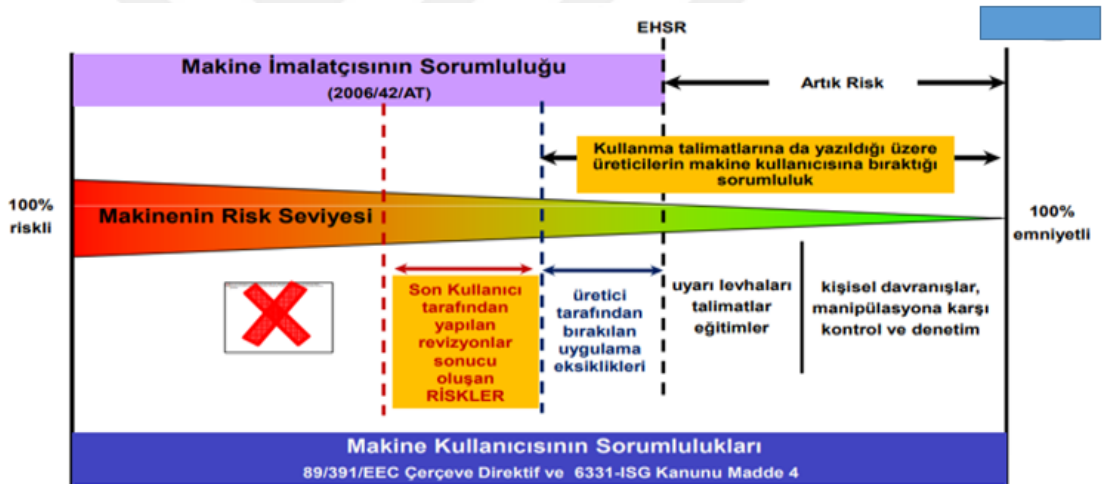 EHSR
Makine İmalatçısının Sorumluluğu
(2006/42/AT)
Artık Risk
Kullanma talimatlarına da yazıldığı üzere
üreticilerin makine kullanıcısına bıraktığı
sorumluluk
100%
riskli
Makinenin Risk Seviyesi
100%
emniyetli
Son Kullanıcı
tarafından
yapılan
revizyonlar
sonucu
oluşan
RİSKLER
üretici
tarafından
bırakılan
uygulama
eksiklikleri
uyarı levhaları
talimatlar
eğitimler
kişisel davranışlar,
manipülasyona karşı
kontrol ve denetim
Makine Kullanıcısının Sorumlulukları
89/391/EEC Çerçeve Direktif ve 6331-ISG Kanunu Madde 4